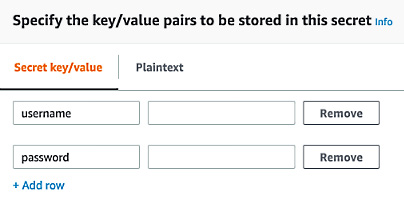 Specify the key/value pairs to be stored in this secret Info
Secret key/value Plaintext
username Remove
password Remove
+ Add row